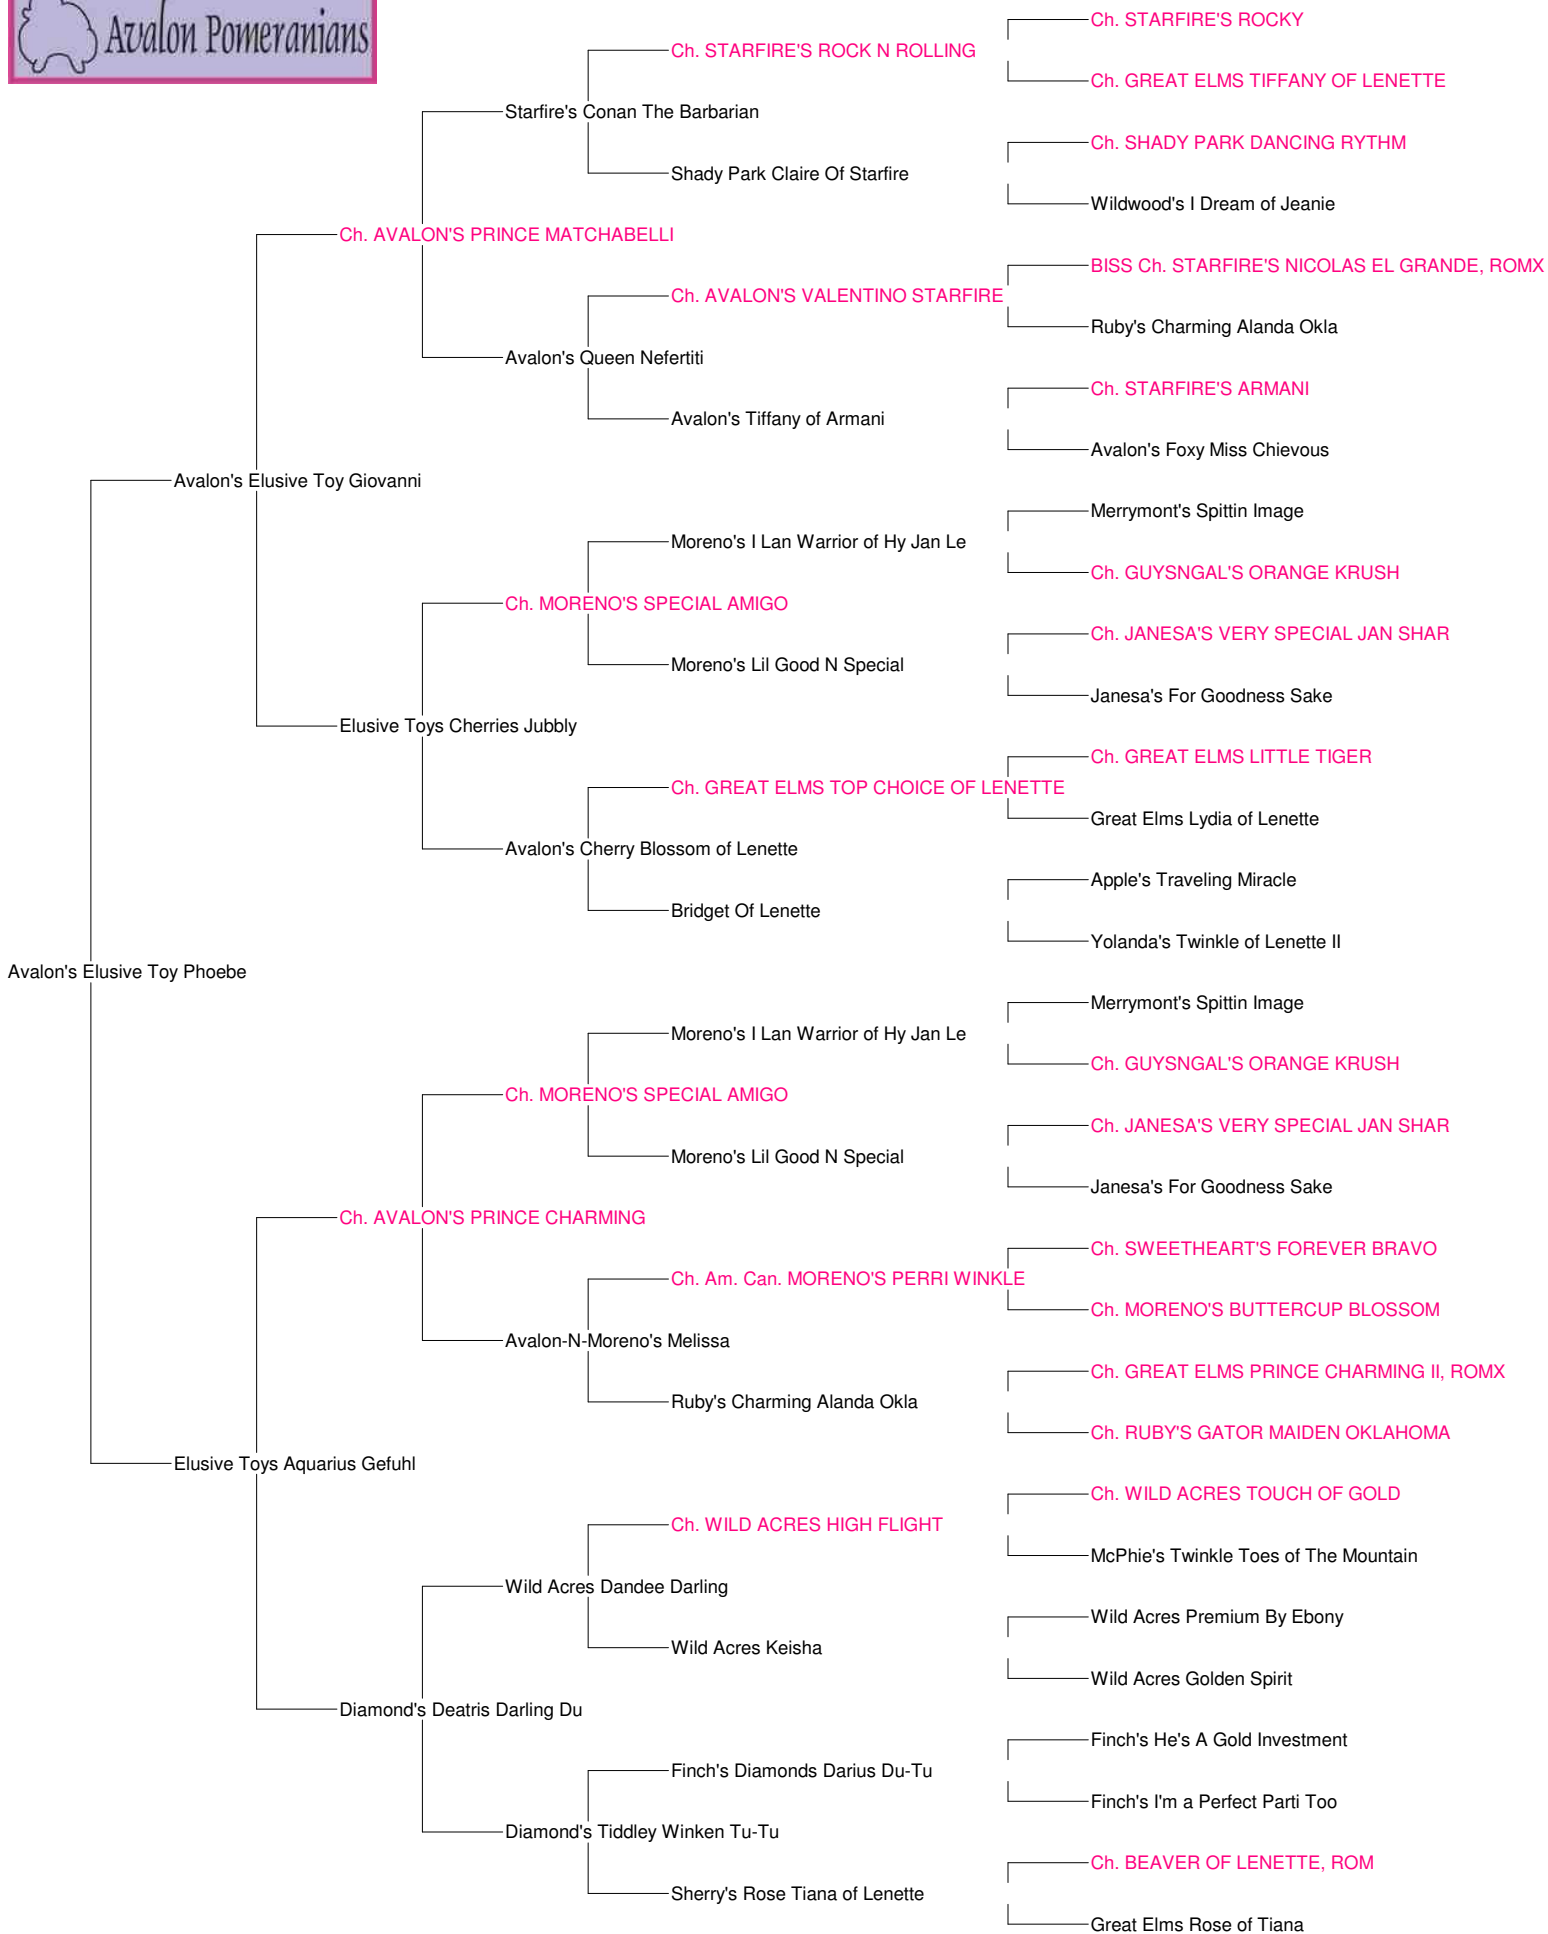 Avalon Pomeranians
Ch. STARFIRE'S ROCKY
Ch. STARFIRE'S ROCK N ROLLING
Ch. GREAT ELMS TIFFANY OF LENETTE
Starfire's Conan The Barbarian
Ch. SHADY PARK DANCING RYTHM
Shady Park Claire Of Starfire
Wildwood's I Dream of Jeanie
Ch. AVALON'S PRINCE MATCHABELLI
BISS Ch. STARFIRE'S NICOLAS EL GRANDE, ROMX
Ch. AVALON'S VALENTINO STARFIRE
Ruby's Charming Alanda Okla
Avalon's Queen Nefertiti
Ch. STARFIRE'S ARMANI
Avalon's Tiffany of Armani
Avalon's Foxy Miss Chievous
Avalon's Elusive Toy Giovanni
Merrymont's Spittin Image
Moreno's I Lan Warrior of Hy Jan Le
Ch. GUYSNGAL'S ORANGE KRUSH
Ch. MORENO'S SPECIAL AMIGO
Ch. JANESA'S VERY SPECIAL JAN SHAR
Moreno's Lil Good N Special
Janesa's For Goodness Sake
Elusive Toys Cherries Jubbly
Ch. GREAT ELMS LITTLE TIGER
Ch. GREAT ELMS TOP CHOICE OF LENETTE
Great Elms Lydia of Lenette
Avalon's Cherry Blossom of Lenette
Apple's Traveling Miracle
Bridget Of Lenette
Yolanda's Twinkle of Lenette II
Avalon's Elusive Toy Phoebe
Merrymont's Spittin Image
Moreno's I Lan Warrior of Hy Jan Le
Ch. GUYSNGAL'S ORANGE KRUSH
Ch. MORENO'S SPECIAL AMIGO
Ch. JANESA'S VERY SPECIAL JAN SHAR
Moreno's Lil Good N Special
Janesa's For Goodness Sake
Ch. AVALON'S PRINCE CHARMING
Ch. SWEETHEART'S FOREVER BRAVO
Ch. Am. Can. MORENO'S PERRI WINKLE
Ch. MORENO'S BUTTERCUP BLOSSOM
Avalon-N-Moreno's Melissa
Ch. GREAT ELMS PRINCE CHARMING II, ROMX
Ruby's Charming Alanda Okla
Ch. RUBY'S GATOR MAIDEN OKLAHOMA
Elusive Toys Aquarius Gefuhl
Ch. WILD ACRES TOUCH OF GOLD
Ch. WILD ACRES HIGH FLIGHT
McPhie's Twinkle Toes of The Mountain
Wild Acres Dandee Darling
Wild Acres Premium By Ebony
Wild Acres Keisha
Wild Acres Golden Spirit
Diamond's Deatris Darling Du
Finch's He's A Gold Investment
Finch's Diamonds Darius Du-Tu
Finch's I'm a Perfect Parti Too
Diamond's Tiddley Winken Tu-Tu
Ch. BEAVER OF LENETTE, ROM
Sherry's Rose Tiana of Lenette
Great Elms Rose of Tiana